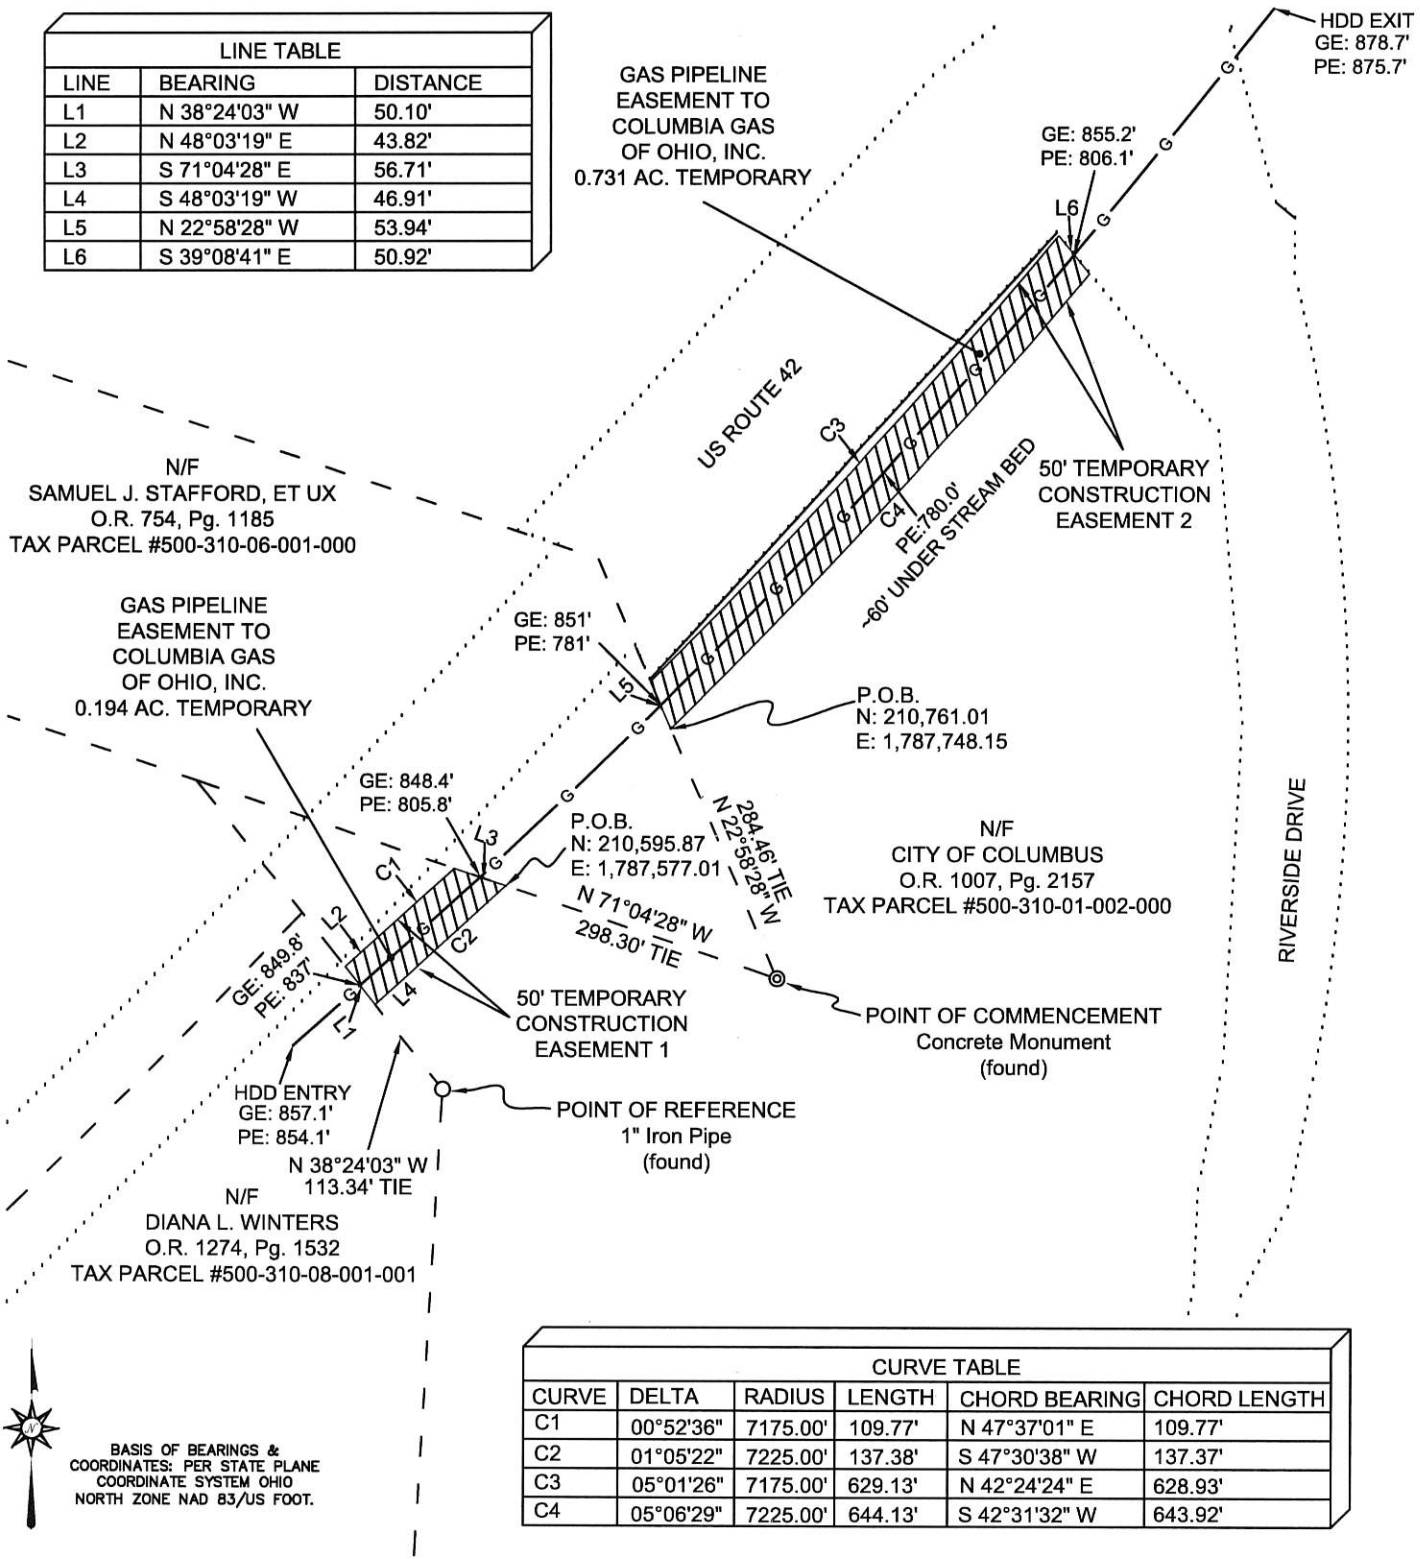 LINE TABLE
LINE BEARING DISTANCE
L1 N 38°24'03" W 50.10'
L2 N 48°03'19" E 43.82'
L3 S 71°04'28" E 56.71'
L4 S 48°03'19" W 46.91'
L5 N 22°58'28" W 53.94'
L6 S 39°08'41" E 50.92'
HDD EXIT
GE: 878.7'
PE: 875.7'
G
G
G
GAS PIPELINE
EASEMENT TO
COLUMBIA GAS
OF OHIO, INC.
0.731 AC. TEMPORARY
GE: 855.2'
PE: 806.1'
L6
G
G
G
G
G
G
US ROUTE 42
C3
C4
PE:780.0'
~60' UNDER STREAM BED
50' TEMPORARY
CONSTRUCTION
EASEMENT 2
N/F
SAMUEL J. STAFFORD, ET UX
O.R. 754, Pg. 1185
TAX PARCEL #500-310-06-001-000
GAS PIPELINE
EASEMENT TO
COLUMBIA GAS
OF OHIO, INC.
0.194 AC. TEMPORARY
GE: 851'
PE: 781'
L5
G
G
G
P.O.B.
N: 210,761.01
E: 1,787,748.15
GE: 848.4'
PE: 805.8'
L3
P.O.B.
N: 210,595.87
E: 1,787,577.01
284.46' TIE
N 22°58'28" W
N 71°04'28" W
298.30' TIE
N/F
CITY OF COLUMBUS
O.R. 1007, Pg. 2157
TAX PARCEL #500-310-01-002-000
RIVERSIDE DRIVE
C1
L2
G
G
C2
L4
L1
GE: 849.8'
PE: 837'
50' TEMPORARY
CONSTRUCTION
EASEMENT 1
POINT OF COMMENCEMENT
Concrete Monument
(found)
HDD ENTRY
GE: 857.1'
PE: 854.1'
POINT OF REFERENCE
1" Iron Pipe
(found)
N 38°24'03" W
113.34' TIE
N/F
DIANA L. WINTERS
O.R. 1274, Pg. 1532
TAX PARCEL #500-310-08-001-001
N
BASIS OF BEARINGS &
COORDINATES: PER STATE PLANE
COORDINATE SYSTEM OHIO
NORTH ZONE NAD 83/US FOOT.
CURVE TABLE
CURVE DELTA RADIUS LENGTH CHORD BEARING CHORD LENGTH
C1 00°52'36" 7175.00' 109.77' N 47°37'01" E 109.77'
C2 01°05'22" 7225.00' 137.38' S 47°30'38" W 137.37'
C3 05°01'26" 7175.00' 629.13' N 42°24'24" E 628.93'
C4 05°06'29" 7225.00' 644.13' S 42°31'32" W 643.92'